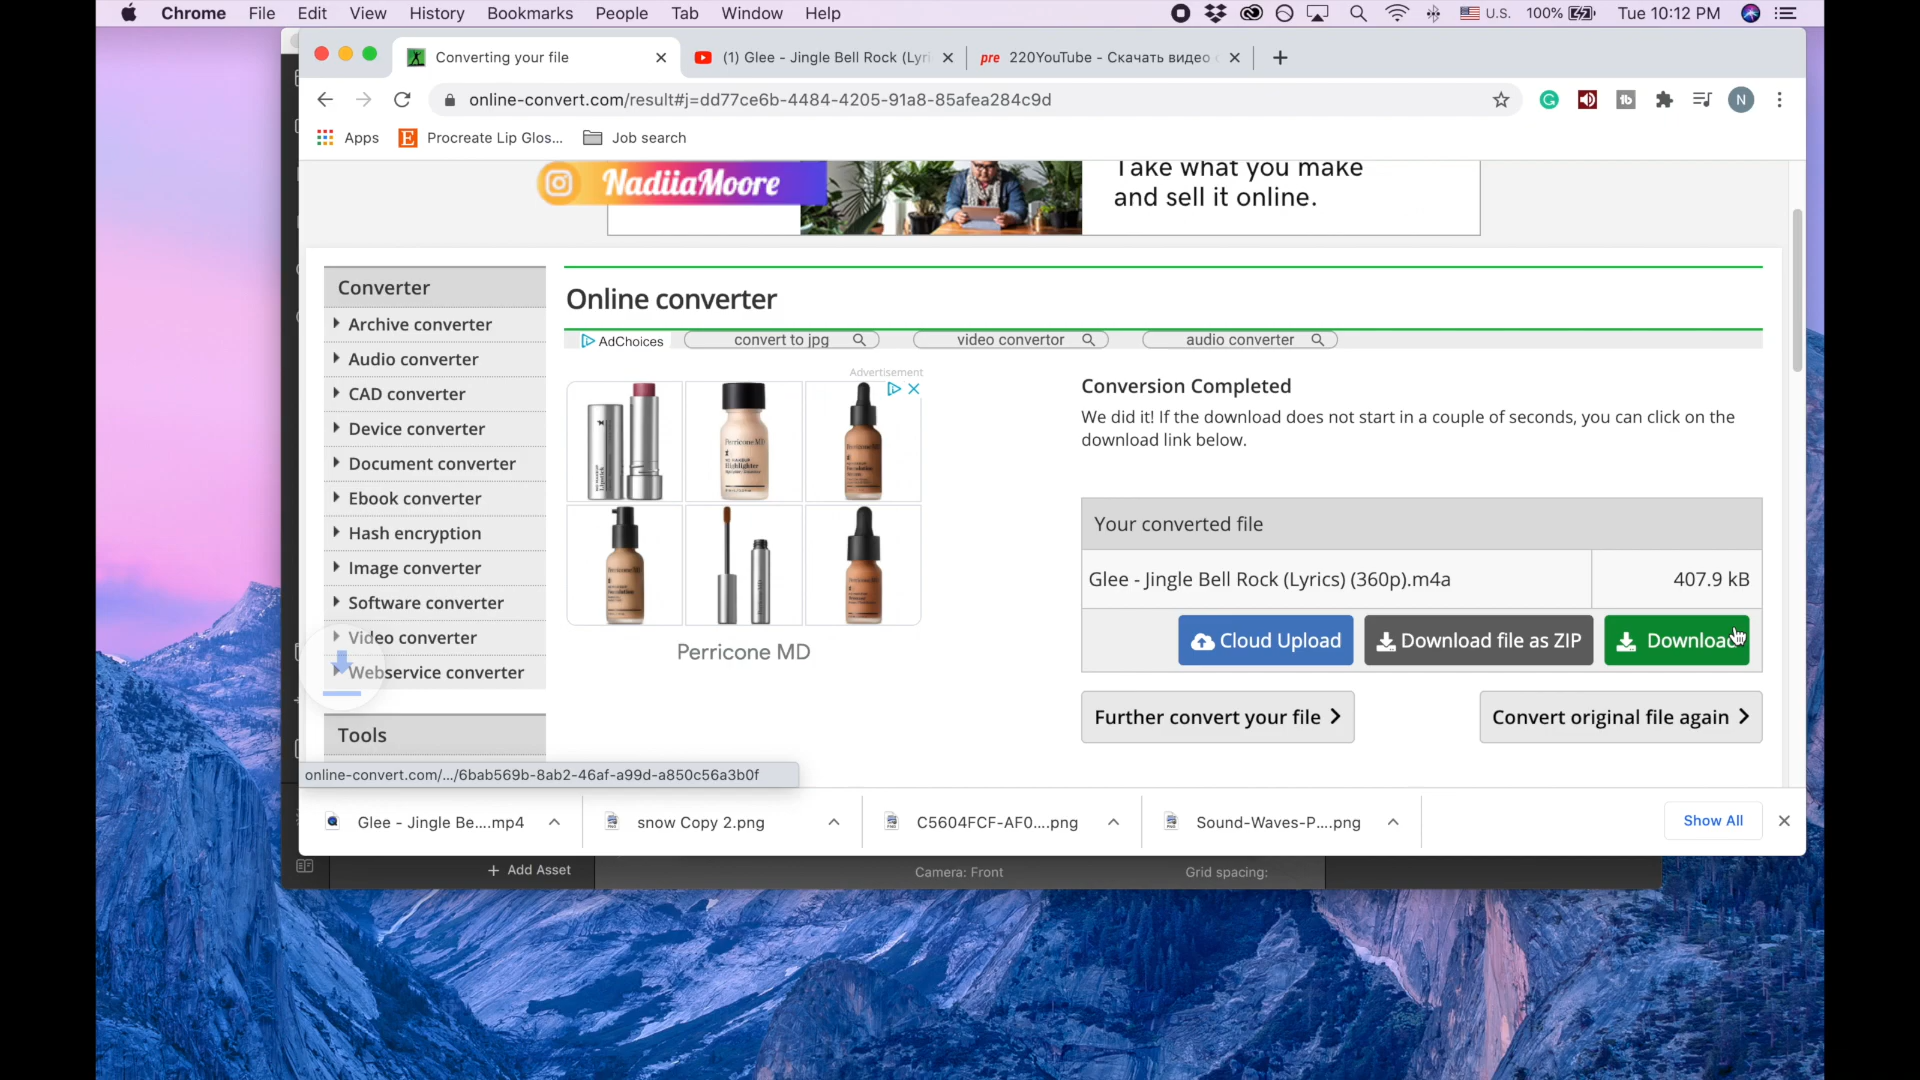 Chrome File Edit View History Bookmarks People Tab Window Help U.S. 100% Tue 10:12 PM
Converting your file (1) Glee - Jingle Bell Rock (Lyri pre 220YouTube - Скачать видео
online-convert.com/result#j=dd77ce6b-4484-4205-91a8-85afea284c9d N
Apps Procreate Lip Glos... Job search
NadiiaMoore
Take what you make
and sell it online.
Converter
Archive converter
Audio converter
CAD converter
Device converter
Document converter
Ebook converter
Hash encryption
Image converter
Software converter
Video converter
Webservice converter
Tools
Online converter
AdChoices convert to jpg video convertor audio converter
Advertisement
Perricone MD
Conversion Completed
We did it! If the download does not start in a couple of seconds, you can click on the
download link below.
Your converted file
Glee - Jingle Bell Rock (Lyrics) (360p).m4a 407.9 kB
Cloud Upload Download file as ZIP Download
Further convert your file Convert original file again
online-convert.com/.../6bab569b-8ab2-46af-a99d-a850c56a3b0f
Glee - Jingle Be....mp4 snow Copy 2.png C5604FCF-AF0....png Sound-Waves-P....png Show All
+ Add Asset Camera: Front Grid spacing: